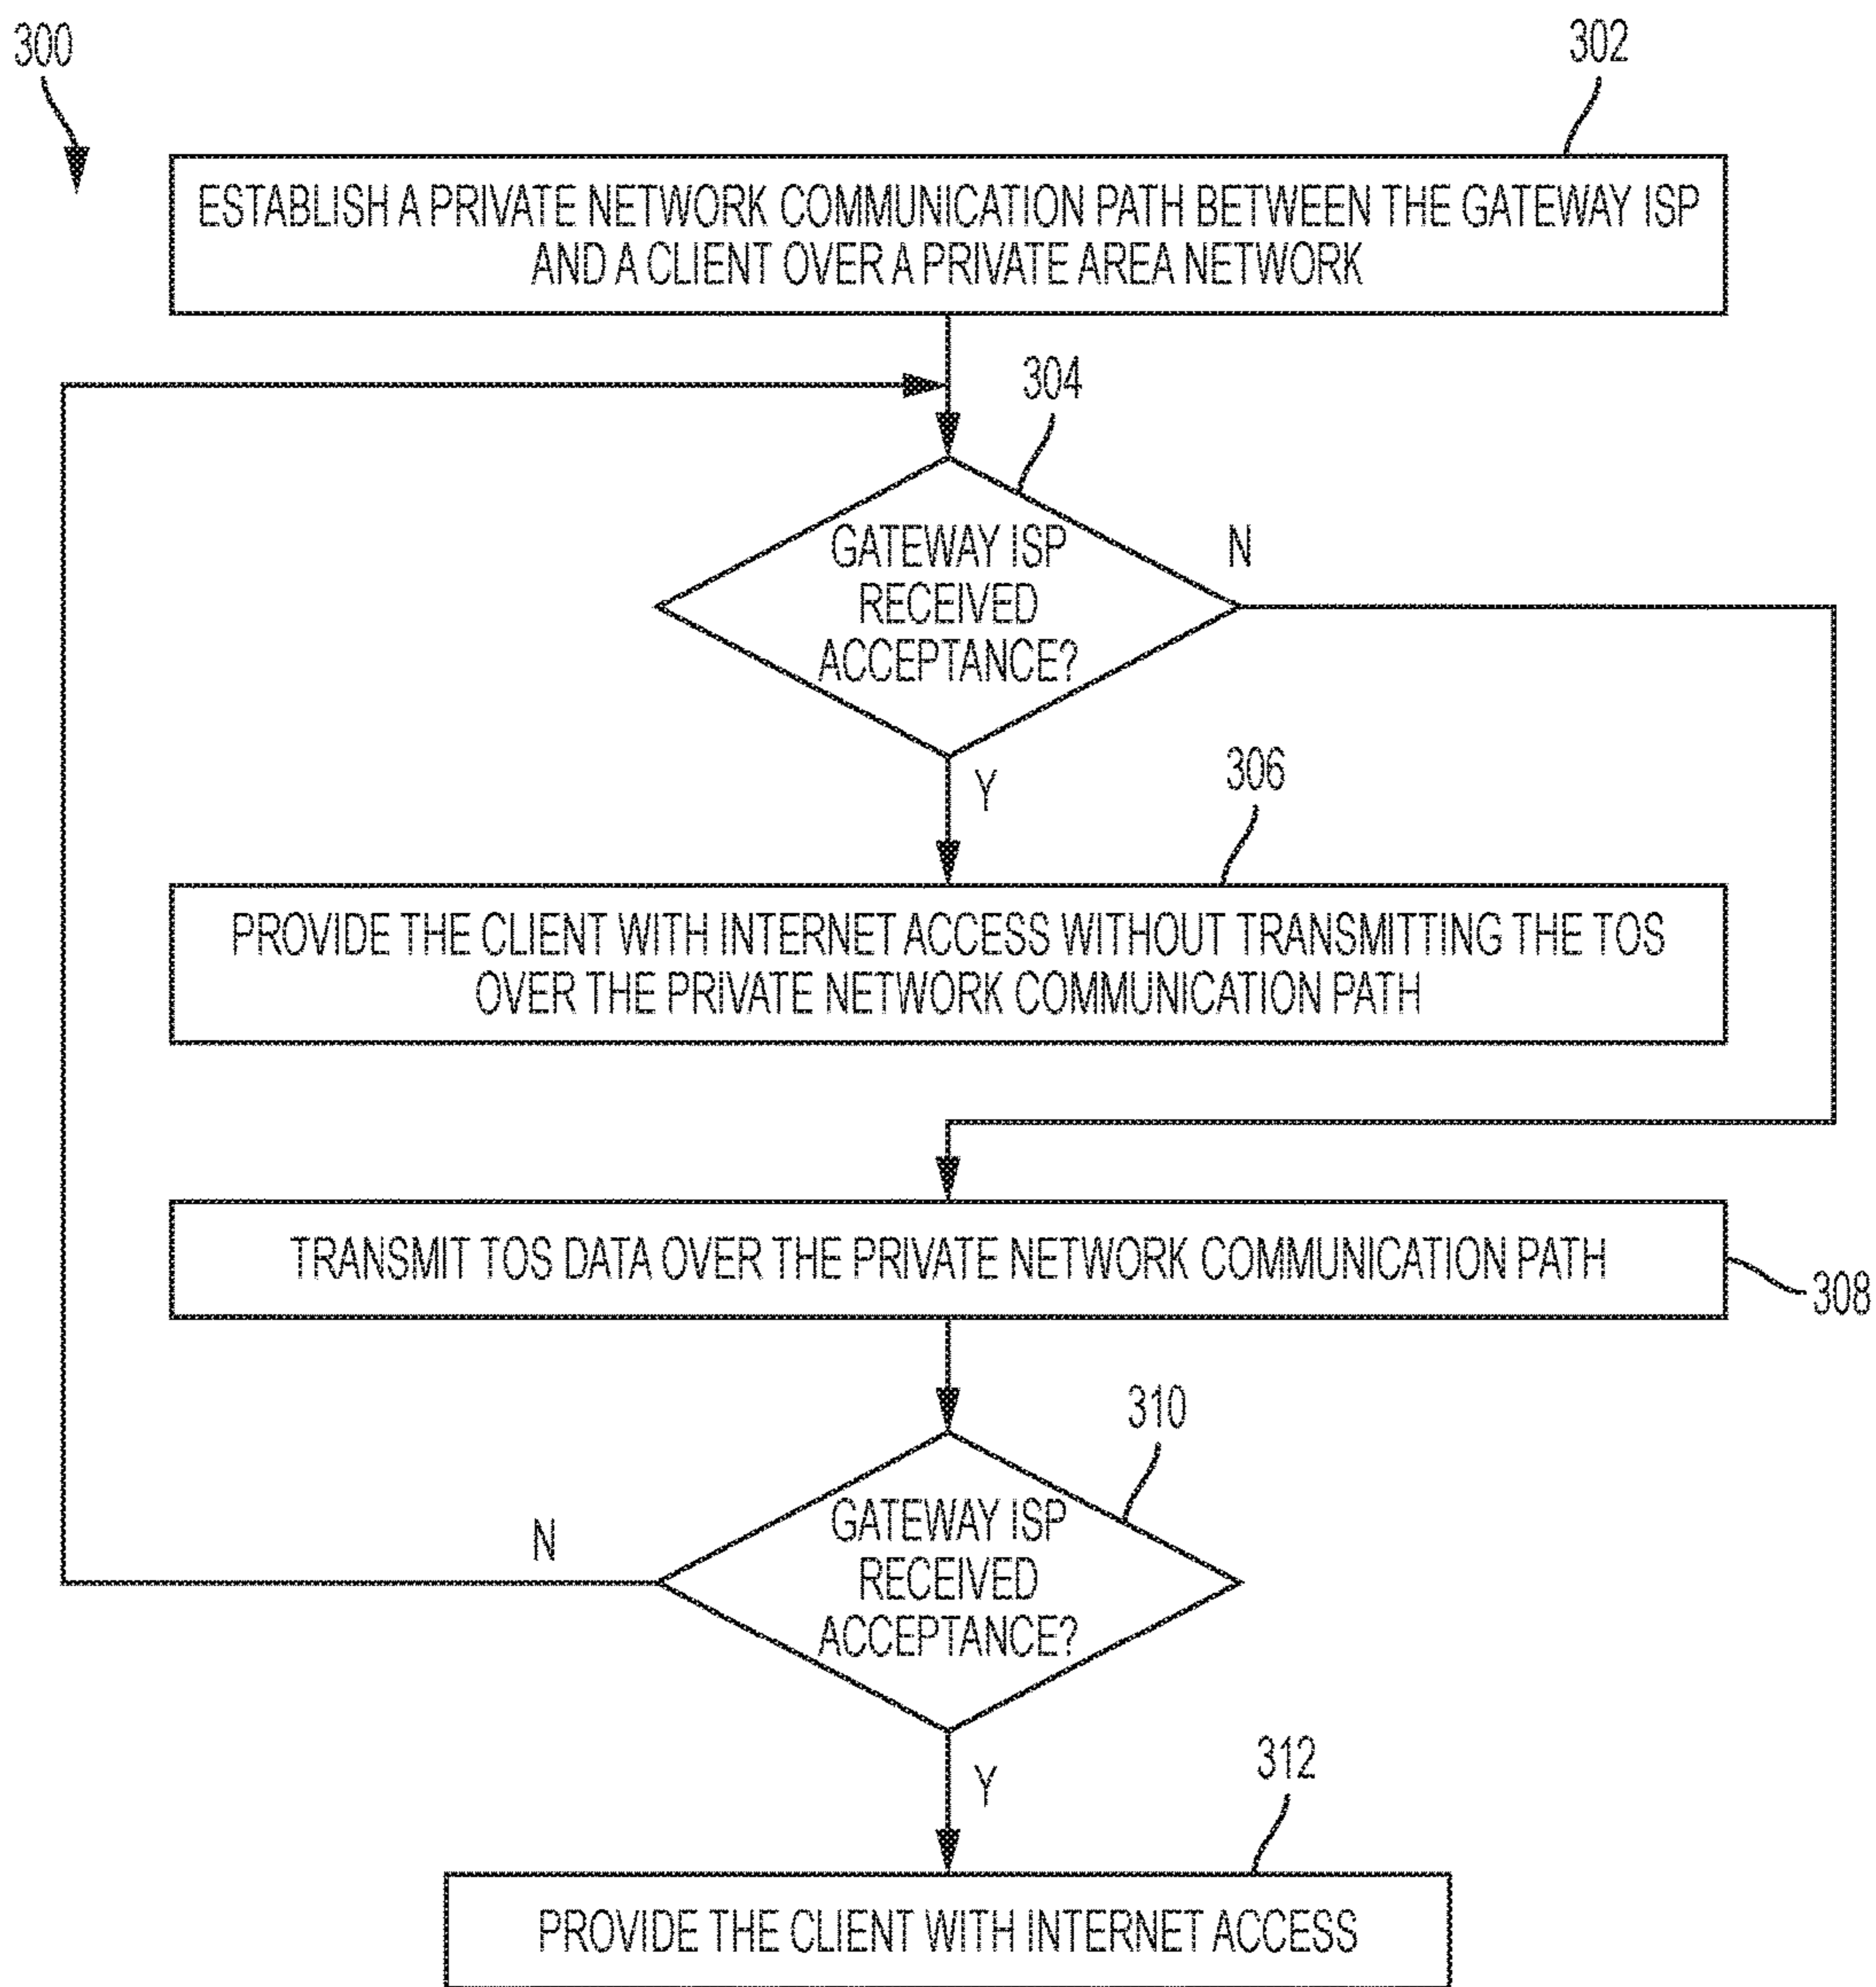 300
302
ESTABLISH A PRIVATE NETWORK COMMUNICATION PATH BETWEEN THE GATEWAY ISP
AND A CLIENT OVER A PRIVATE AREA NETWORK
304
GATEWAY ISP
RECEIVED
ACCEPTANCE?
N
Y
306
PROVIDE THE CLIENT WITH INTERNET ACCESS WITHOUT TRANSMITTING THE TOS
OVER THE PRIVATE NETWORK COMMUNICATION PATH
TRANSMIT TOS DATA OVER THE PRIVATE NETWORK COMMUNICATION PATH
308
310
GATEWAY ISP
RECEIVED
ACCEPTANCE?
N
Y
312
PROVIDE THE CLIENT WITH INTERNET ACCESS